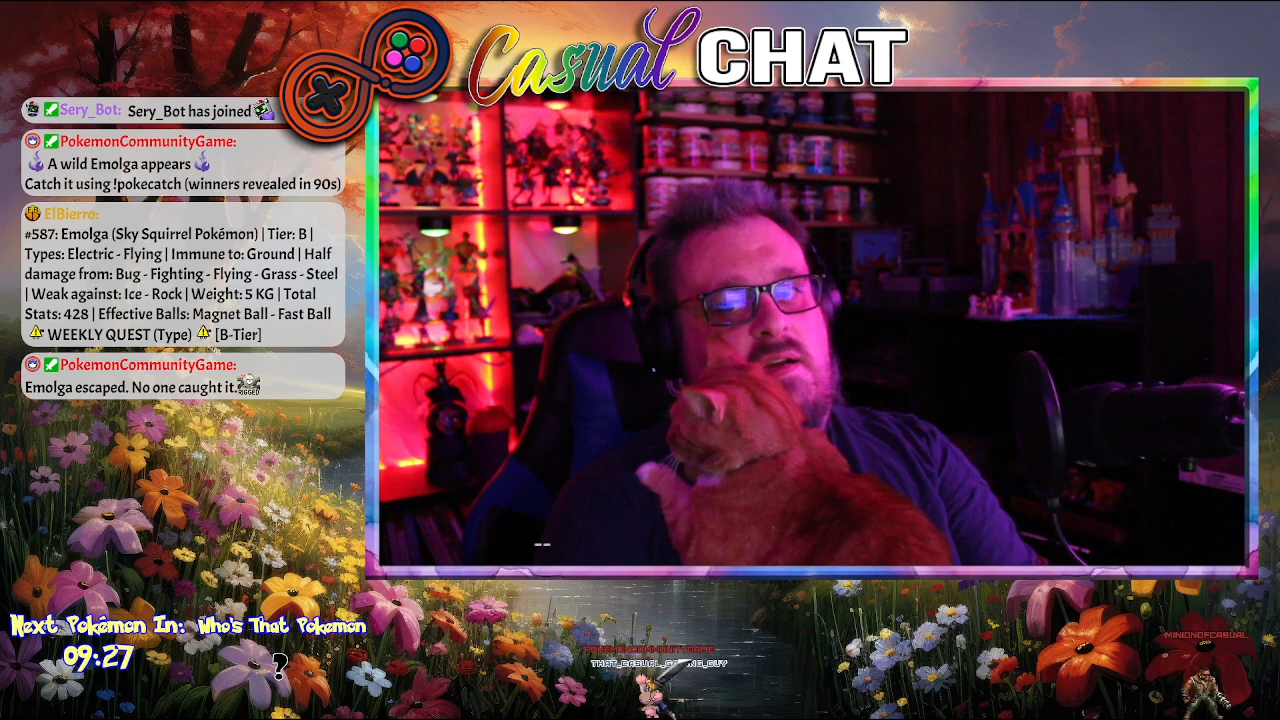 Casual CHAT
Sery_Bot: Sery_Bot has joined
PokemonCommunityGame:
A wild Emolga appears
Catch it using !pokecatch (winners revealed in 90s)
ElBierro:
#587: Emolga (Sky Squirrel Pokémon) | Tier: B |
Types: Electric - Flying | Immune to: Ground | Half
damage from: Bug - Fighting - Flying - Grass - Steel
| Weak against: Ice - Rock | Weight: 5 KG | Total
Stats: 428 | Effective Balls: Magnet Ball - Fast Ball
WEEKLY QUEST (Type) [B-Tier]
PokemonCommunityGame:
Emolga escaped. No one caught it. RIGGED
--
Next Pokémon In: Who's That Pokemon
09:27
?
POKEMONCOMMUNITYGAME
THAT_CASUAL_GAMING_GUY
MINIONOFCASUAL